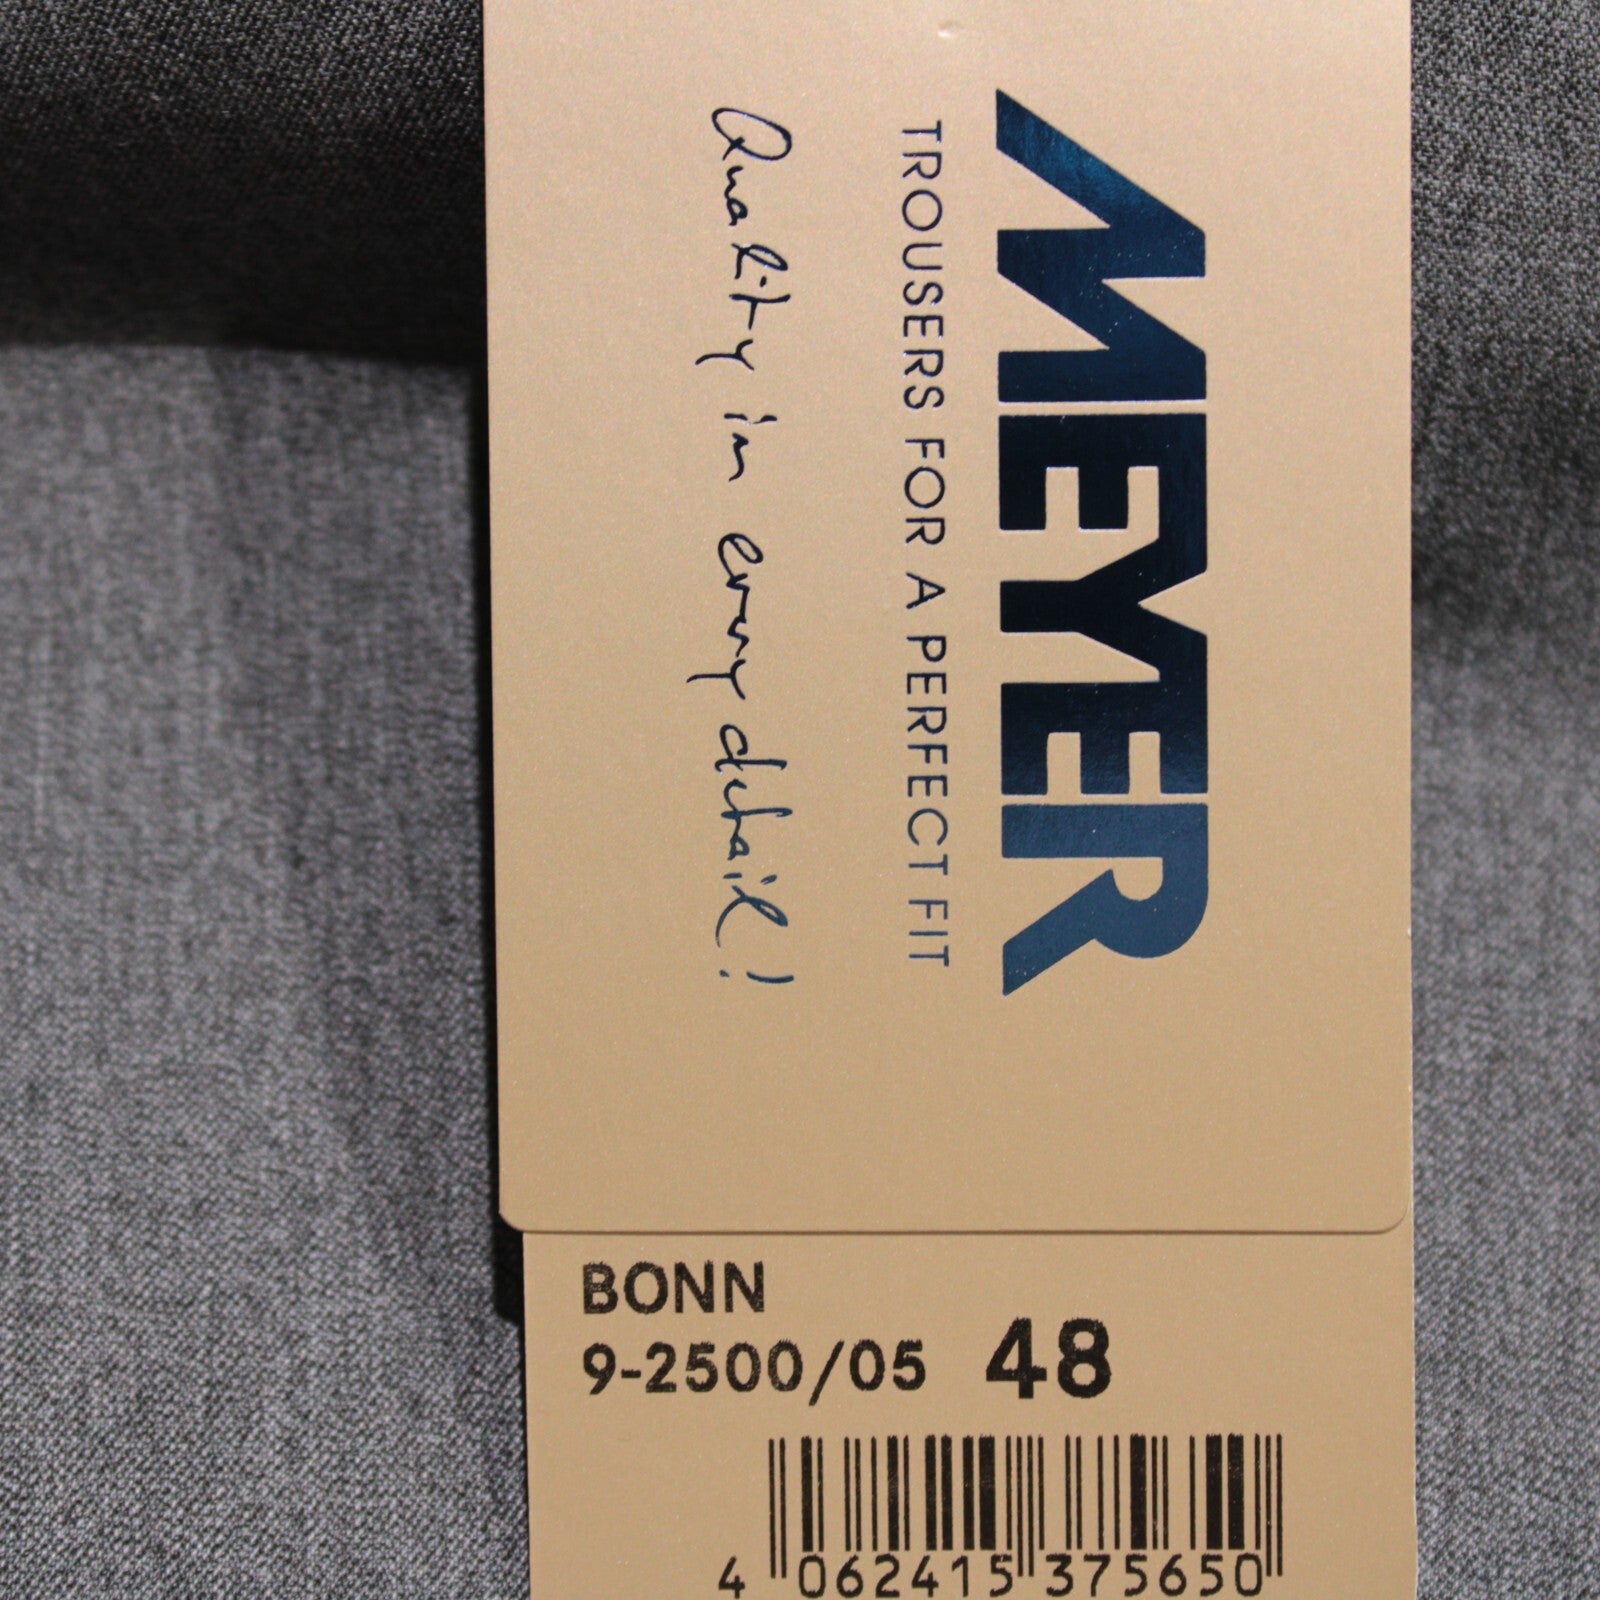 MEYER
TROUSERS FOR A PERFECT FIT
Quality in every detail!
BONN
9-2500/05 48
4 062415 375650